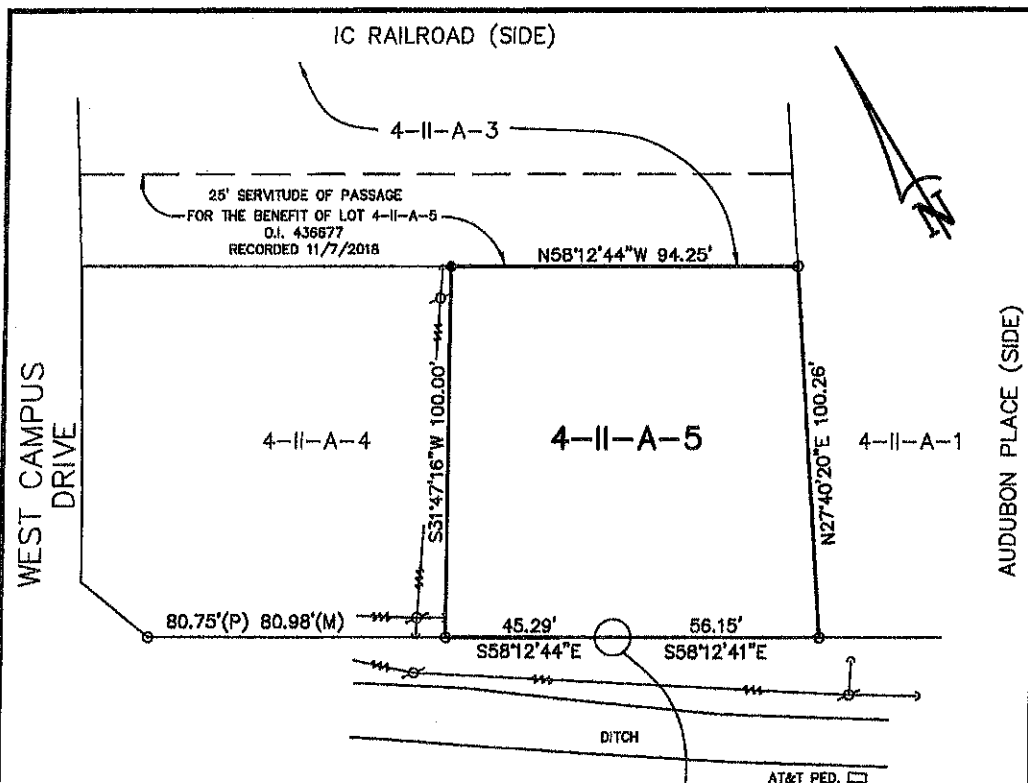 IC RAILROAD (SIDE)
4-II-A-3
25' SERVITUDE OF PASSAGE
FOR THE BENEFIT OF LOT 4-II-A-5
O.I. 436677
RECORDED 11/7/2018
N58°12'44"W 94.25'
N
WEST CAMPUS
DRIVE
4-II-A-4
S31°47'16"W 100.00'
4-II-A-5
N27°40'20"E 100.26'
4-II-A-1
AUDUBON PLACE (SIDE)
80.75'(P) 80.98'(M)
45.29'
S58°12'44"E
56.15'
S58°12'41"E
DITCH
AT&T PED.